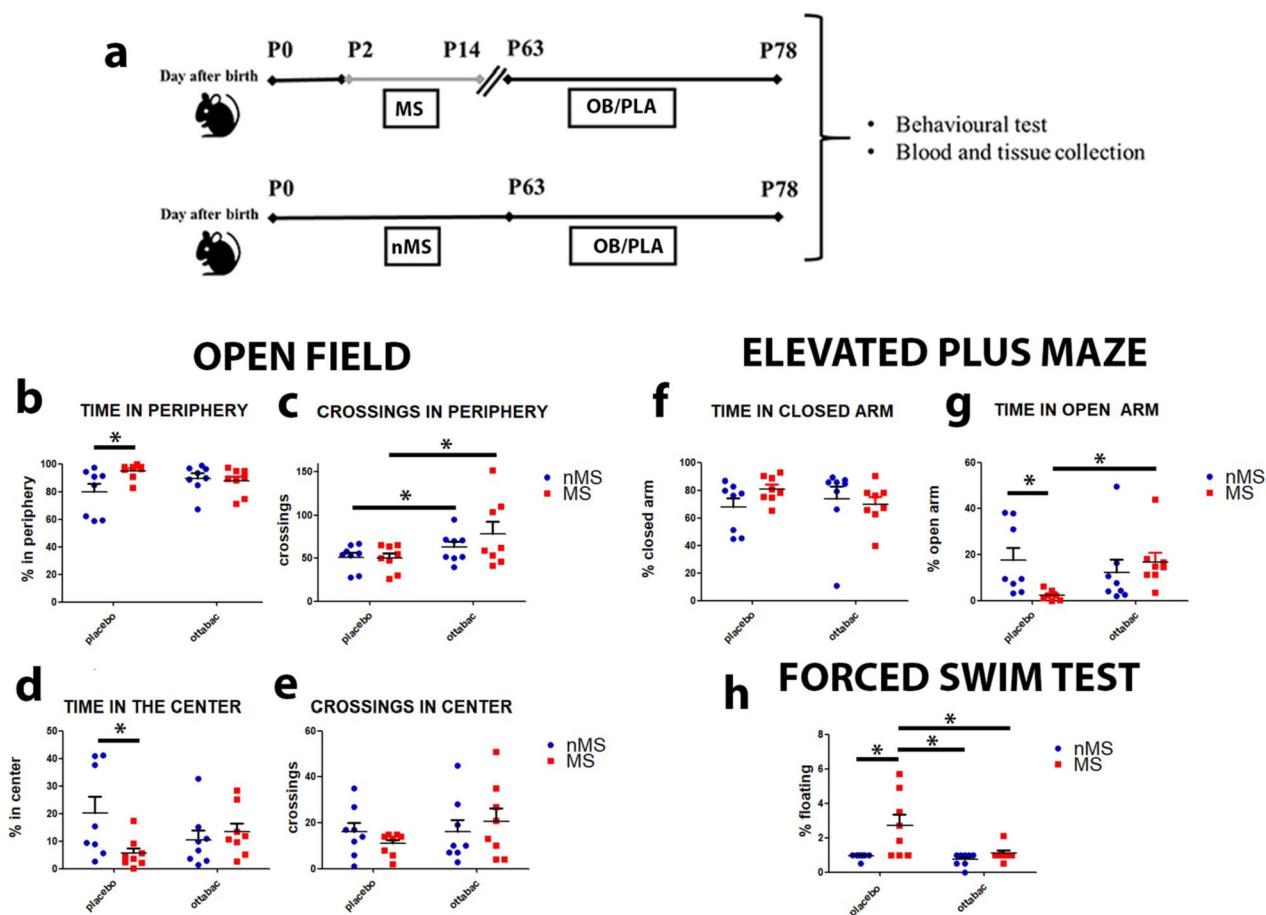 a
P0 P2 P14 P63 P78
Day after birth
MS OB/PLA
• Behavioural test
• Blood and tissue collection
P0 P63 P78
Day after birth
nMS OB/PLA
OPEN FIELD
b
TIME IN PERIPHERY
*
% in periphery
100
80
60
40
20
0
placebo
ottabac
c
CROSSINGS IN PERIPHERY
*
*
crossings
150
100
50
0
placebo
ottabac
nMS
MS
d
TIME IN THE CENTER
*
% in center
50
40
30
20
10
0
placebo
ottabac
e
CROSSINGS IN CENTER
crossings
60
40
20
0
placebo
ottabac
nMS
MS
ELEVATED PLUS MAZE
f
TIME IN CLOSED ARM
% closed arm
100
80
60
40
20
0
placebo
ottabac
g
TIME IN OPEN ARM
*
*
% open arm
60
40
20
0
placebo
ottabac
nMS
MS
FORCED SWIM TEST
h
*
*
*
% floating
8
6
4
2
0
placebo
ottabac
nMS
MS